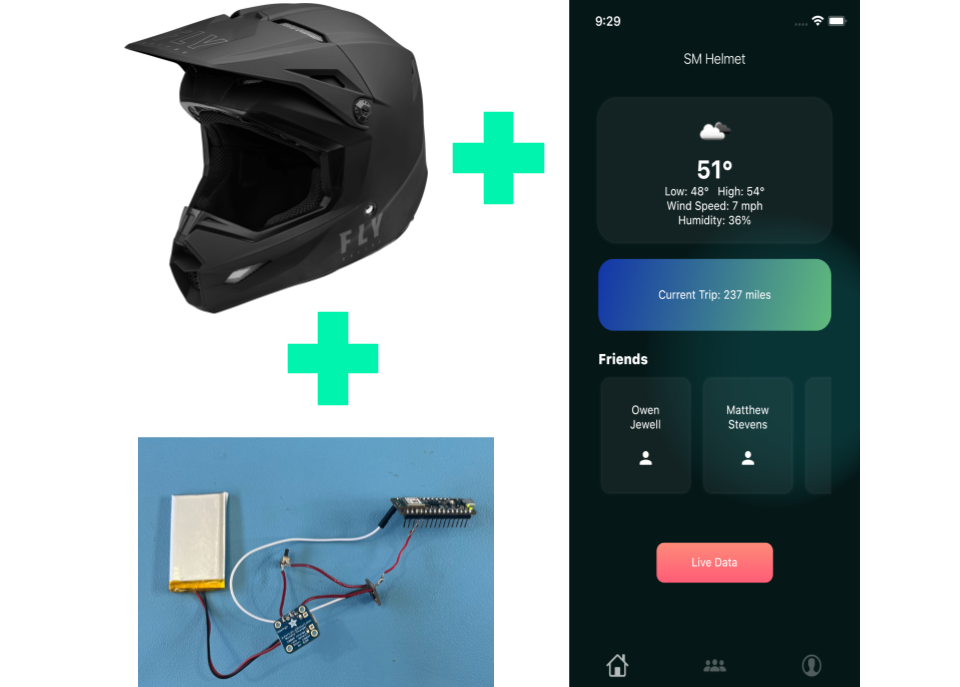 FLY
9:29
SM Helmet
51°
Low: 48° High: 54°
Wind Speed: 7 mph
Humidity: 36%
Current Trip: 237 miles
FLY
Friends
Owen
Jewell
Matthew
Stevens
Live Data